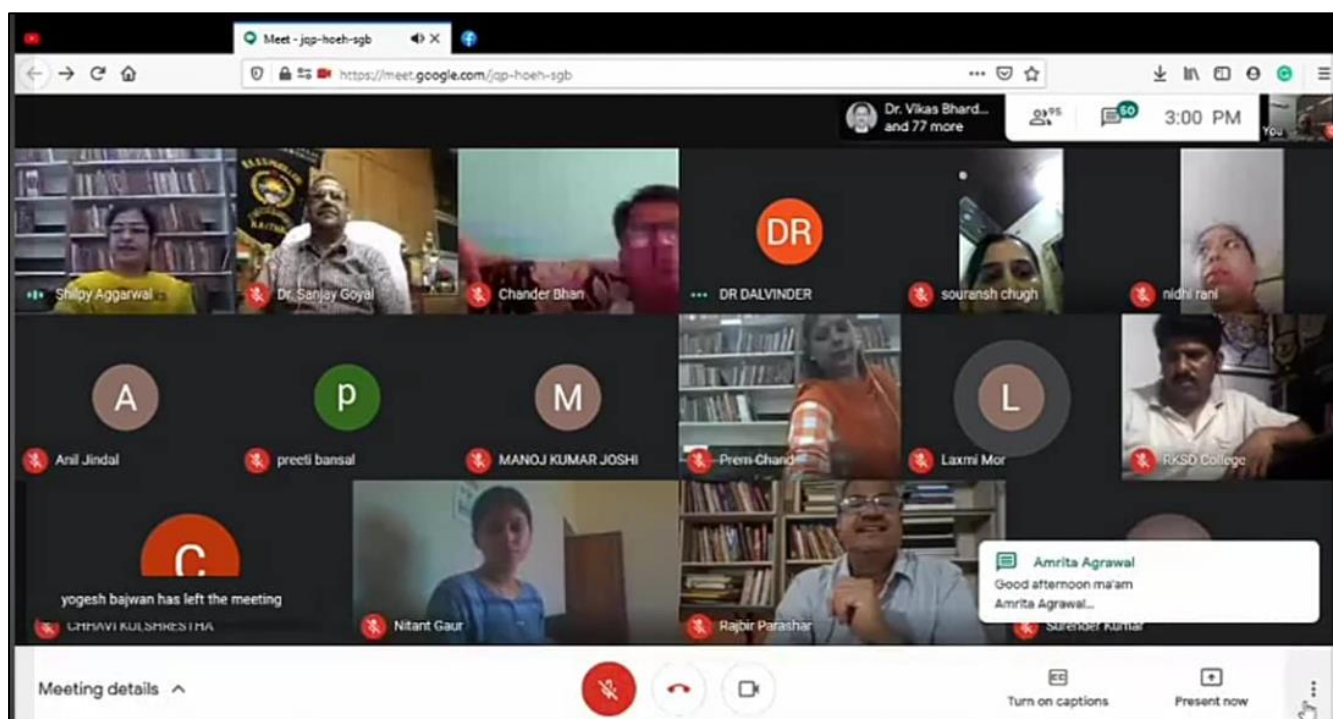 Meet - jqp-hoeh-sgb
https://meet.google.com/jqp-hoeh-sgb
Dr. Vikas Bhard...
and 77 more
95
50
3:00 PM
You
KAITHAL
Shilpy Aggarwal
Dr. Sanjay Goyal
Chander Bhan
DR
DR DALVINDER
souransh chugh
nidhi rani
A
Anil Jindal
p
preeti bansal
M
MANOJ KUMAR JOSHI
Prem Chand
L
Laxmi Mor
RKSD College
C
yogesh bajwan has left the meeting
CHHAVI KULSHRESTHA
Nitant Gaur
Rajbir Parashar
Amrita Agrawal
Good afternoon ma'am
Amrita Agrawal...
Surender Kumar
Meeting details
CC
Turn on captions
Present now